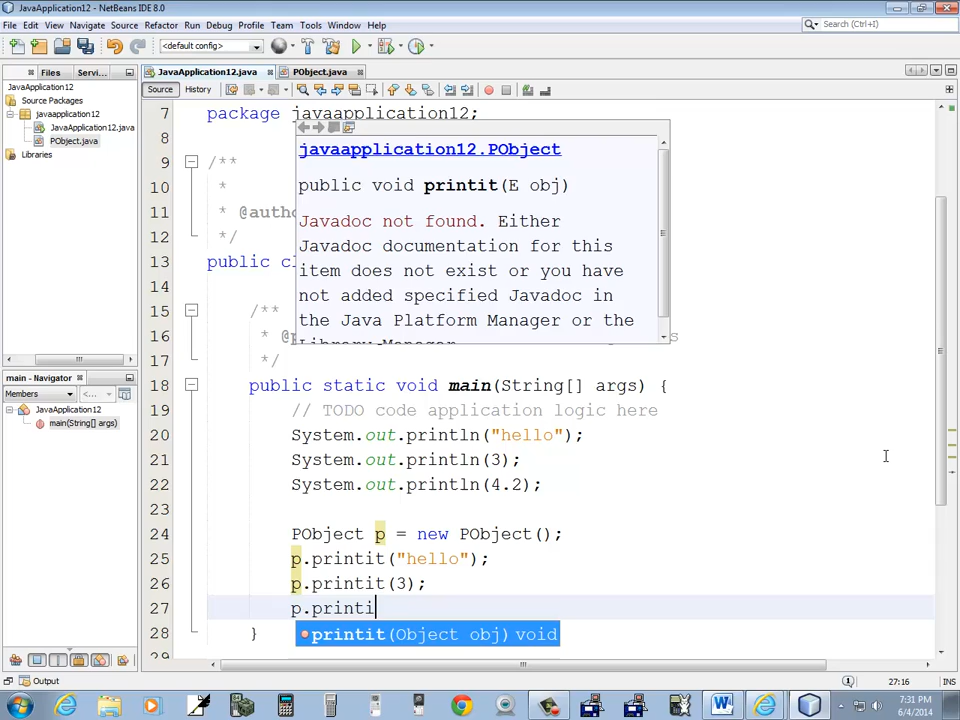 JavaApplication12 - NetBeans IDE 8.0
File Edit View Navigate Source Refactor Run Debug Profile Team Tools Window Help
Search (Ctrl+I)
<default config>
Files Servi...
JavaApplication12.java PObject.java
Source History
JavaApplication12
Source Packages
javaapplication12
JavaApplication12.java
PObject.java
Libraries
main - Navigator
Members
<...
JavaApplication12
main(String[] args)
7 package javaapplication12;
8
9 /**
10 *
11 * @autho
12 */
13 public cl
14
15 /**
16 * @p s
17 */
18 public static void main(String[] args) {
19 // TODO code application logic here
20 System.out.println("hello");
21 System.out.println(3);
22 System.out.println(4.2);
23
24 PObject p = new PObject();
25 p.printit("hello");
26 p.printit(3);
27 p.printi
28 }
29
javaapplication12.PObject
public void printit(E obj)
Javadoc not found. Either
Javadoc documentation for this
item does not exist or you have
not added specified Javadoc in
the Java Platform Manager or the
Library Manager.
printit(Object obj) void
Output
1
27:16 INS
7:31 PM
6/4/2014